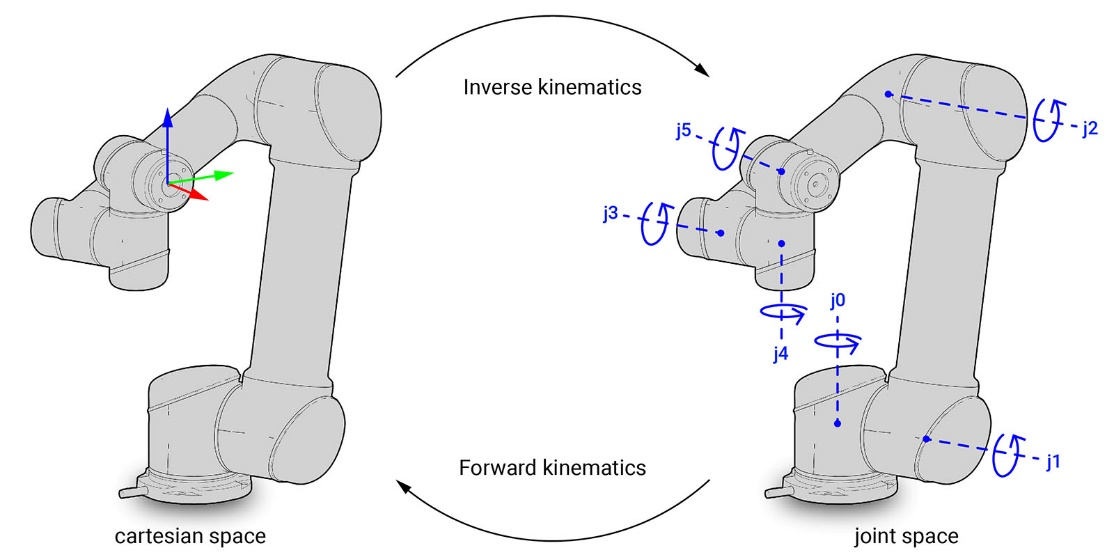 Inverse kinematics
j5
j2
j3
j0
j4
j1
Forward kinematics
cartesian space
joint space